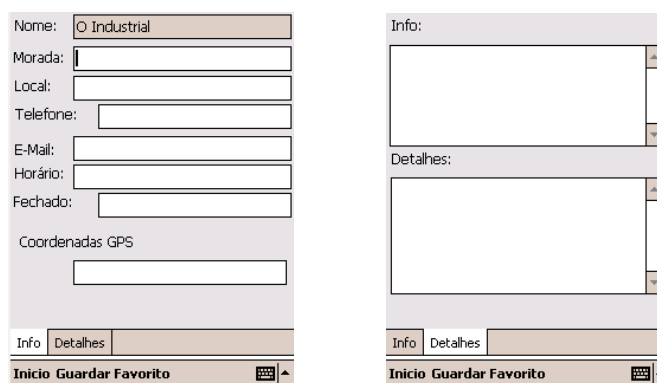 Nome: O Industrial
Morada:
Local:
Telefone:
E-Mail:
Horário:
Fechado:
Coordenadas GPS
Info Detalhes
Inicio Guardar Favorito
Info:
Detalhes:
Info Detalhes
Inicio Guardar Favorito